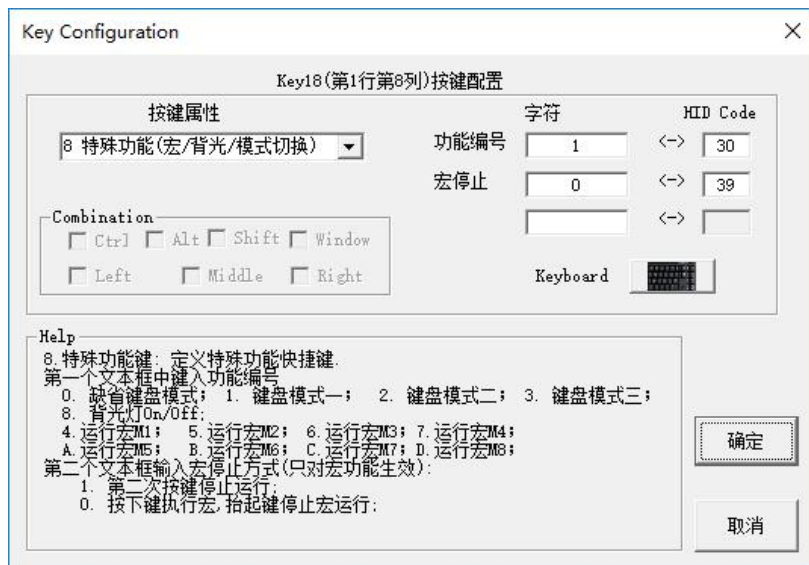 Key Configuration
Key18(第1行第8列)按键配置
按键属性
字符
HID Code
8 特殊功能(宏/背光/模式切换)
功能编号
1
<->
30
宏停止
0
<->
39
<->
Combination
Ctrl
Alt
Shift
Window
Left
Middle
Right
Keyboard
Help
8.特殊功能键: 定义特殊功能快捷键.
第一个文本框中键入功能编号
0. 缺省键盘模式; 1. 键盘模式一; 2. 键盘模式二; 3. 键盘模式三;
8. 背光灯On/Off;
4.运行宏M1; 5.运行宏M2; 6.运行宏M3; 7.运行宏M4;
A.运行宏M5; B.运行宏M6; C.运行宏M7; D.运行宏M8;
第二个文本框输入宏停止方式(只对宏功能生效):
1. 第二次按键停止运行;
0. 按下键执行宏,抬起键停止宏运行;
确定
取消